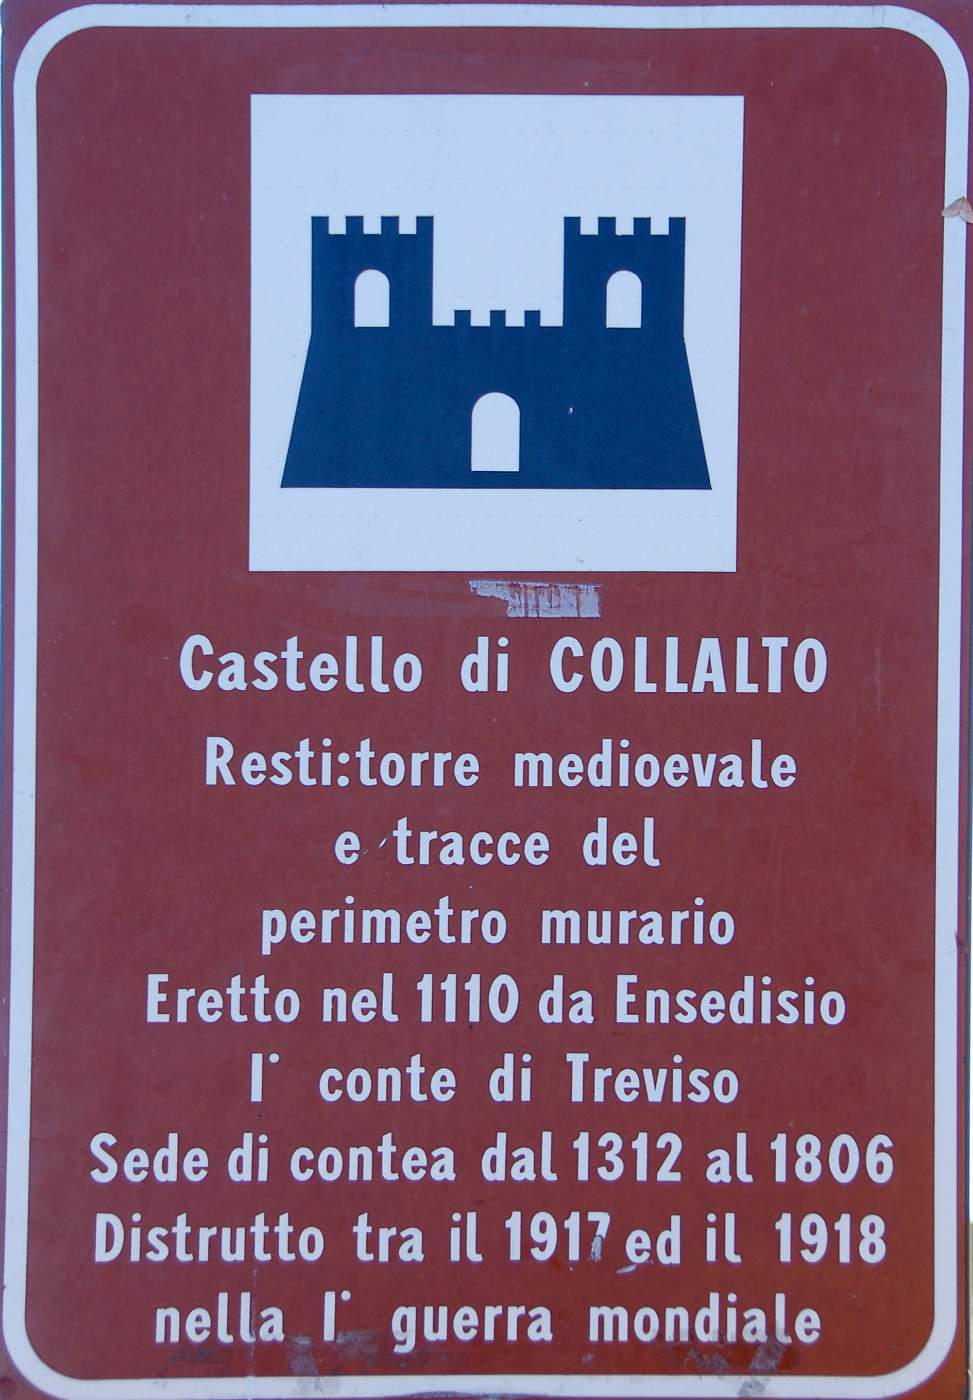 Castello di COLLALTO
Resti:torre medioevale
e tracce del
perimetro murario
Eretto nel 1110 da Ensedisio
I° conte di Treviso
Sede di contea dal 1312 al 1806
Distrutto tra il 1917 ed il 1918
nella I° guerra mondiale